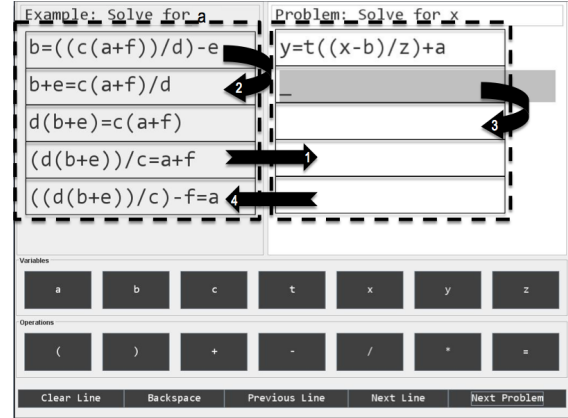 Example: Solve for a
b=((c(a+f))/d)-e
b+e=c(a+f)/d
2
d(b+e)=c(a+f)
(d(b+e))/c=a+f
1
((d(b+e))/c)-f=a
4
Problem: Solve for x
y=t((x-b)/z)+a
_
3
Variables
a b c t x y z
Operations
( ) + - / * =
Clear Line Backspace Previous Line Next Line Next Problem